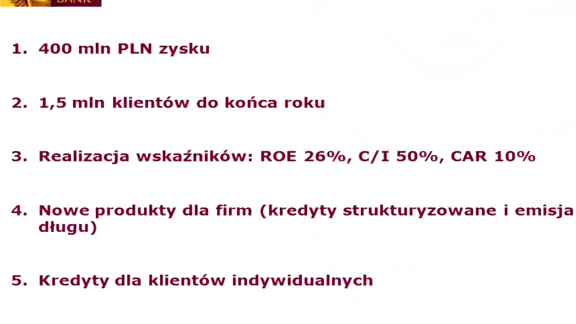 BANK
1. 400 mln PLN zysku
2. 1,5 mln klientów do końca roku
3. Realizacja wskaźników: ROE 26%, C/I 50%, CAR 10%
4. Nowe produkty dla firm (kredyty strukturyzowane i emisja
długu)
5. Kredyty dla klientów indywidualnych